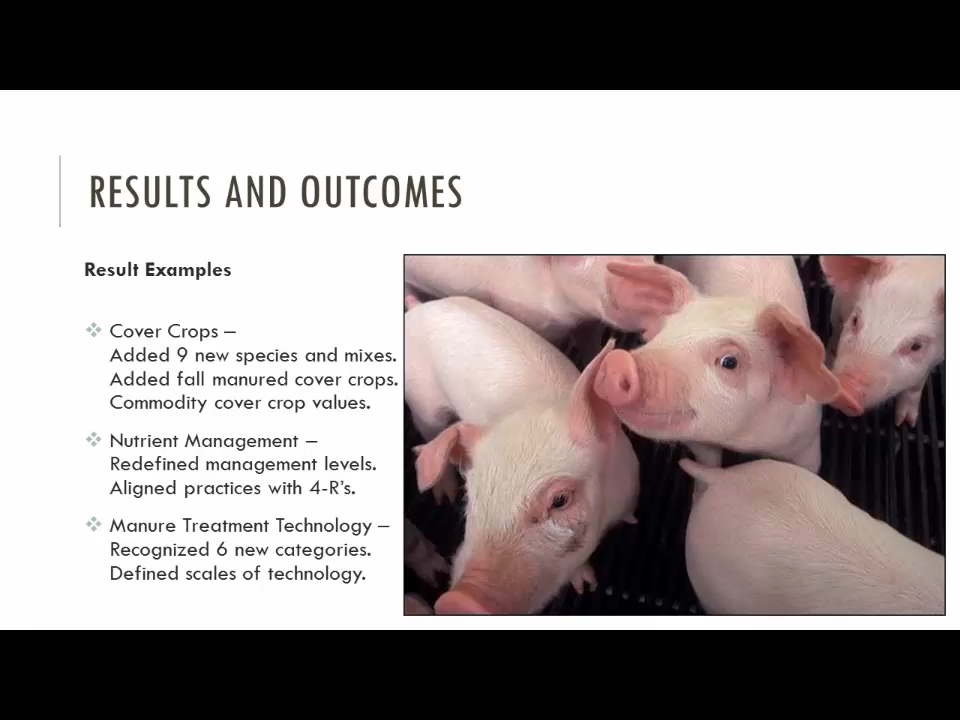 RESULTS AND OUTCOMES
Result Examples
Cover Crops –
Added 9 new species and mixes.
Added fall manured cover crops.
Commodity cover crop values.
Nutrient Management –
Redefined management levels.
Aligned practices with 4-R's.
Manure Treatment Technology –
Recognized 6 new categories.
Defined scales of technology.